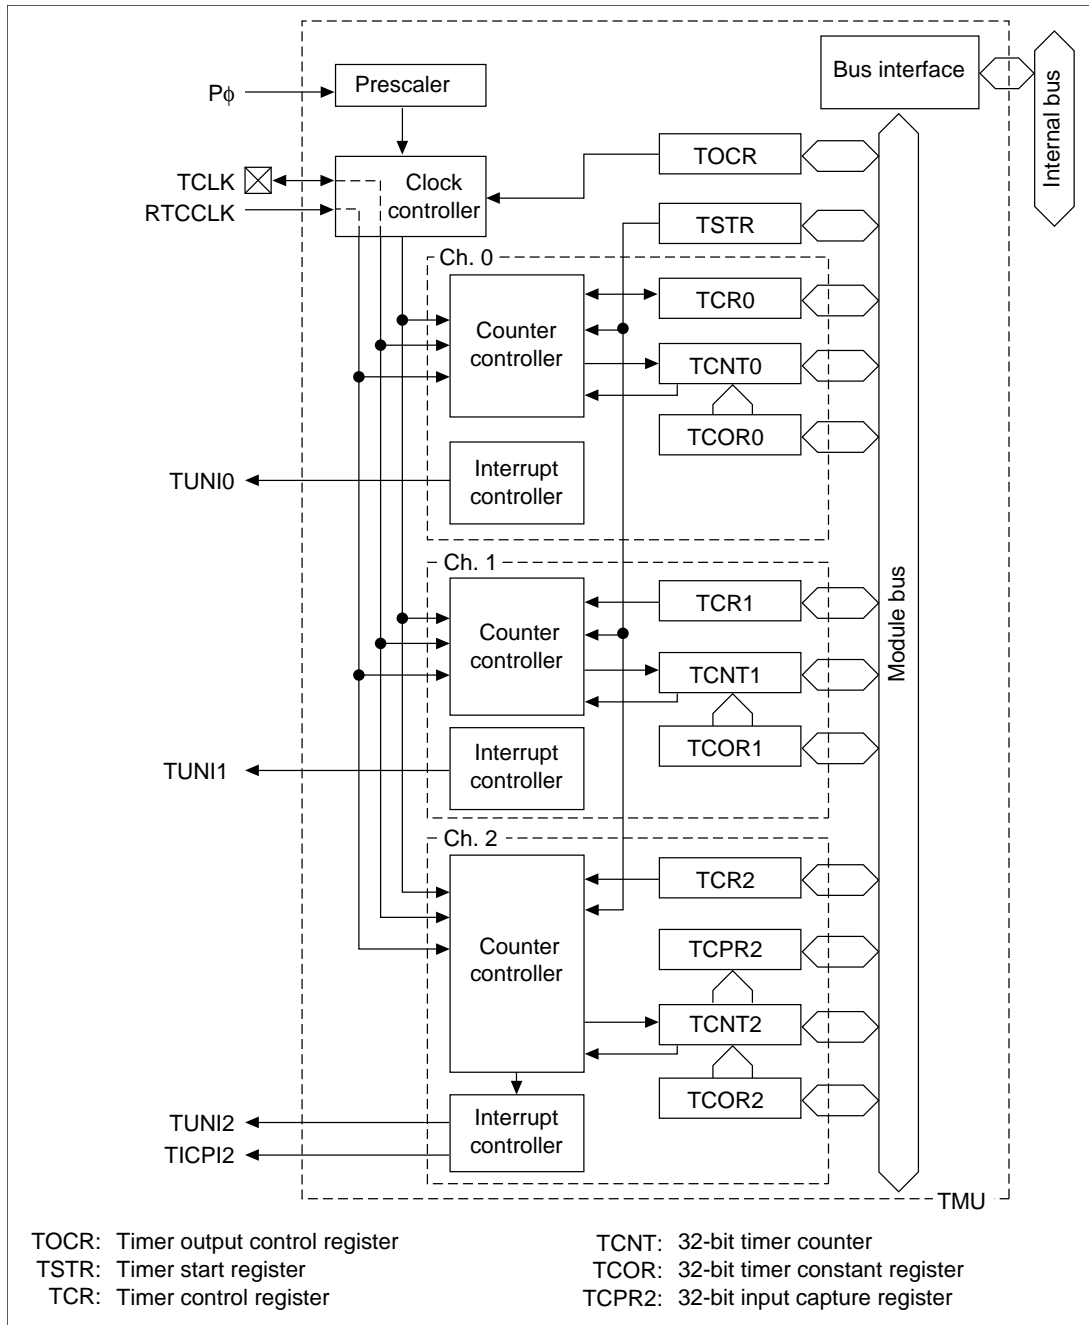 Bus interface
Internal bus
Pϕ
Prescaler
TCLK
RTCCLK
Clock
controller
TOCR
TSTR
Module bus
Ch. 0
Counter
controller
TCR0
TCNT0
TCOR0
TUNI0
Interrupt
controller
Ch. 1
Counter
controller
TCR1
TCNT1
TCOR1
TUNI1
Interrupt
controller
Ch. 2
Counter
controller
TCR2
TCPR2
TCNT2
TCOR2
TUNI2
TICPI2
Interrupt
controller
TMU
TOCR: Timer output control register
TSTR: Timer start register
TCR: Timer control register
TCNT: 32-bit timer counter
TCOR: 32-bit timer constant register
TCPR2: 32-bit input capture register